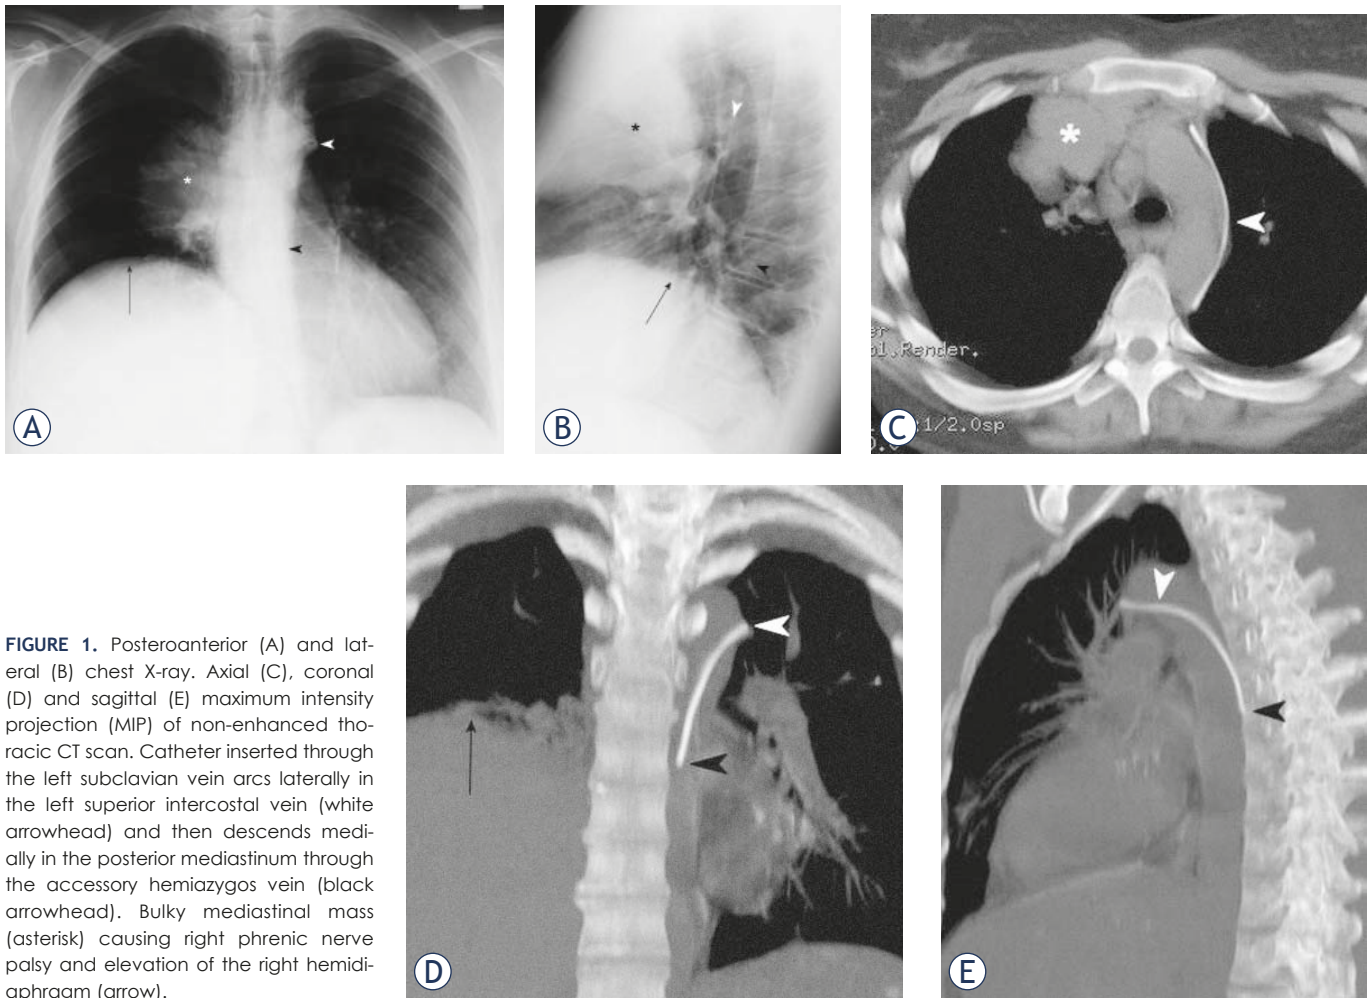 A
B
er
ol.Render.
C
1/2.0sp
D
E
FIGURE 1. Posteroanterior (A) and lat-
eral (B) chest X-ray. Axial (C), coronal
(D) and sagittal (E) maximum intensity
projection (MIP) of non-enhanced tho-
racic CT scan. Catheter inserted through
the left subclavian vein arcs laterally in
the left superior intercostal vein (white
arrowhead) and then descends medi-
ally in the posterior mediastinum through
the accessory hemiazygos vein (black
arrowhead). Bulky mediastinal mass
(asterisk) causing right phrenic nerve
palsy and elevation of the right hemidi-
aphragm (arrow).